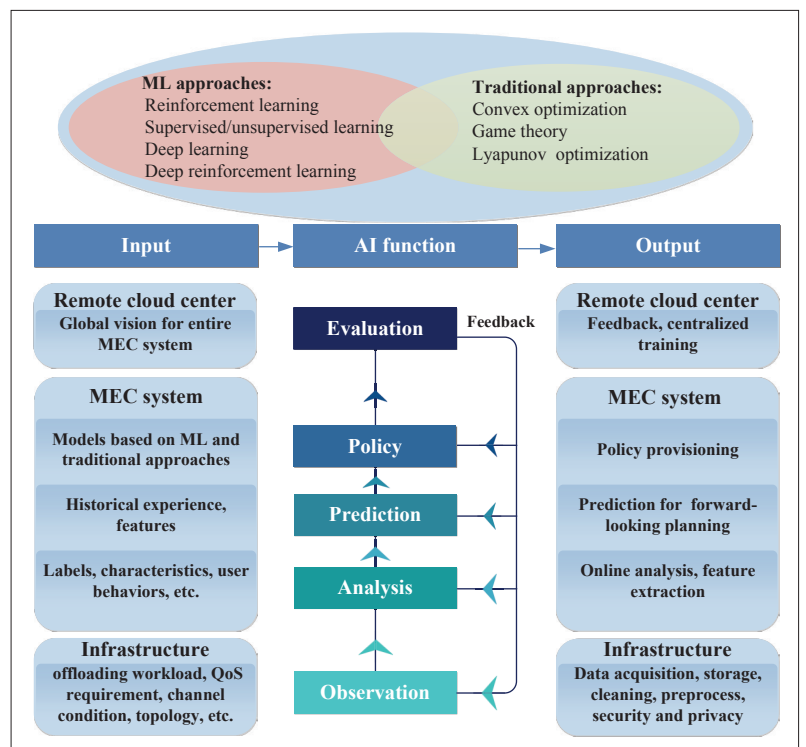 ML approaches:
Reinforcement learning
Supervised/unsupervised learning
Deep learning
Deep reinforcement learning
Traditional approaches:
Convex optimization
Game theory
Lyapunov optimization
Input
AI function
Output
Remote cloud center
Global vision for entire
MEC system
MEC system
Models based on ML and
traditional approaches
Historical experience,
features
Labels, characteristics, user
behaviors, etc.
Infrastructure
offloading workload, QoS
requirement, channel
condition, topology, etc.
Evaluation
Feedback
Policy
Prediction
Analysis
Observation
Remote cloud center
Feedback, centralized
training
MEC system
Policy provisioning
Prediction for forward-
looking planning
Online analysis, feature
extraction
Infrastructure
Data acquisition, storage,
cleaning, preprocess,
security and privacy